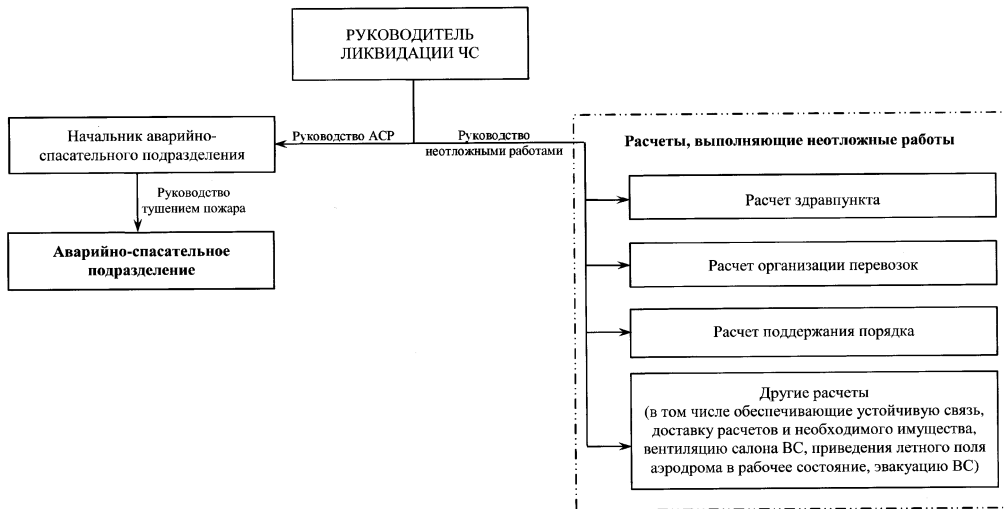 РУКОВОДИТЕЛЬ
ЛИКВИДАЦИИ ЧС
Начальник аварийно-
спасательного подразделения
Руководство АСР
Руководство
неотложными работами
Руководство
тушением пожара
Аварийно-спасательное
подразделение
Расчеты, выполняющие неотложные работы
Расчет здравпункта
Расчет организации перевозок
Расчет поддержания порядка
Другие расчеты
(в том числе обеспечивающие устойчивую связь,
доставку расчетов и необходимого имущества,
вентиляцию салона ВС, приведения летного поля
аэродрома в рабочее состояние, эвакуацию ВС)